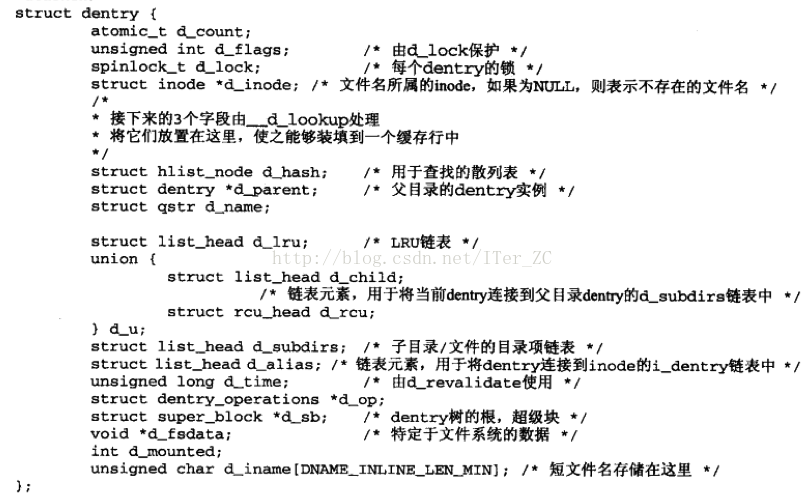 struct dentry {
atomic_t d_count;
unsigned int d_flags; /* 由d_lock保护 */
spinlock_t d_lock; /* 每个dentry的锁 */
struct inode *d_inode; /* 文件名所属的inode，如果为NULL，则表示不存在的文件名 */
/*
* 接下来的3个字段由__d_lookup处理
* 将它们放置在这里，使之能够装填到一个缓存行中
*/
struct hlist_node d_hash; /* 用于查找的散列表 */
struct dentry *d_parent; /* 父目录的dentry实例 */
struct qstr d_name;
struct list_head d_lru; /* LRU链表 */
http://blog.csdn.net/ITer_ZC
union {
struct list_head d_child;
/* 链表元素，用于将当前dentry连接到父目录dentry的d_subdirs链表中 */
struct rcu_head d_rcu;
} d_u;
struct list_head d_subdirs; /* 子目录/文件的目录项链表 */
struct list_head d_alias; /* 链表元素，用于将dentry连接到inode的i_dentry链表中 */
unsigned long d_time; /* 由d_revalidate使用 */
struct dentry_operations *d_op;
struct super_block *d_sb; /* dentry树的根，超级块 */
void *d_fsdata; /* 特定于文件系统的数据 */
int d_mounted;
unsigned char d_iname[DNAME_INLINE_LEN_MIN]; /* 短文件名存储在这里 */
};